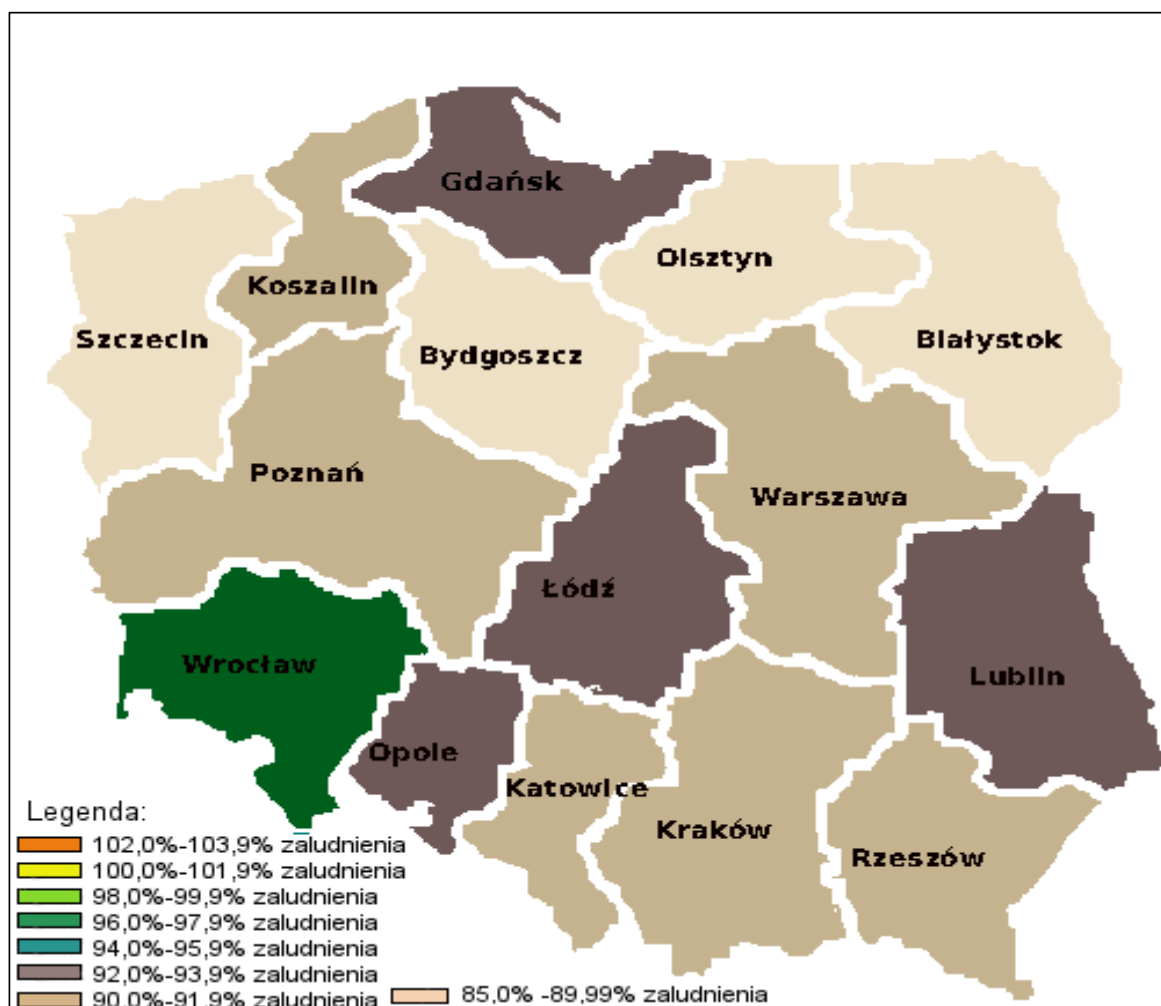 Gdańsk
Olsztyn
Koszalin
Szczecin
Bydgoszcz
Białystok
Poznań
Warszawa
Łódź
Wrocław
Lublin
Opole
Katowice
Kraków
Rzeszów
Legenda:
102,0%-103,9% zaludnienia
100,0%-101,9% zaludnienia
98,0%-99,9% zaludnienia
96,0%-97,9% zaludnienia
94,0%-95,9% zaludnienia
92,0%-93,9% zaludnienia
90,0%-91,9% zaludnienia
85,0% -89,99% zaludnienia